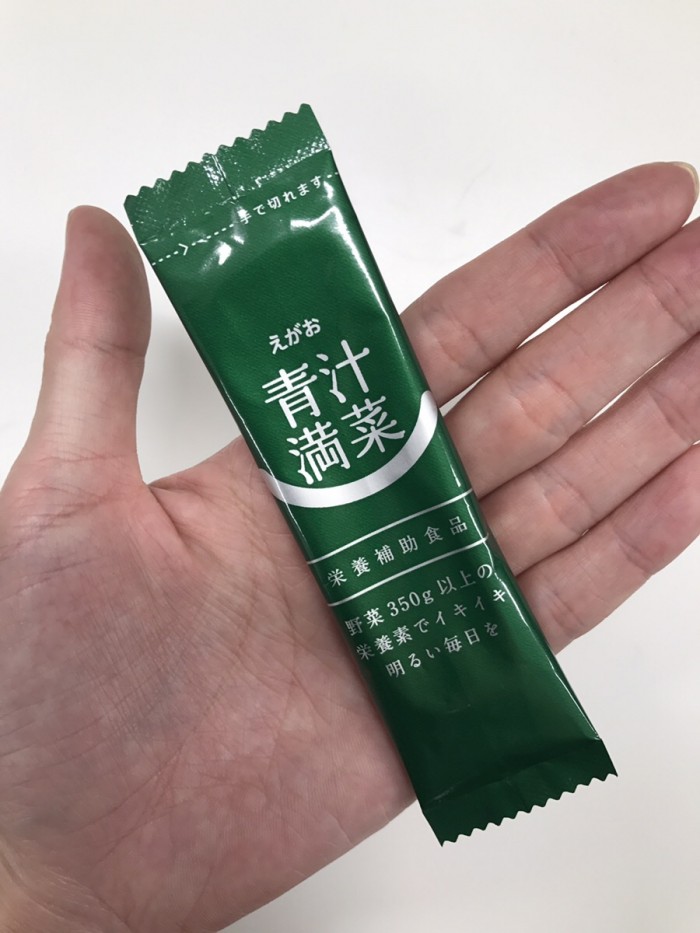 手で切れます
えがお
青汁
満菜
栄養補助食品
野菜350g以上の
栄養素でイキイキ
明るい毎日を